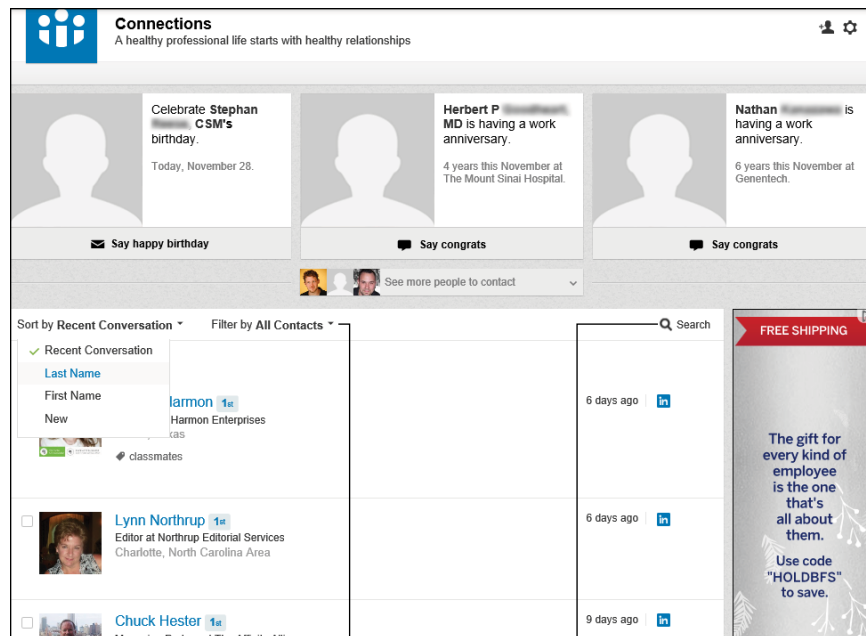 Connections
A healthy professional life starts with healthy relationships
Celebrate Stephan
CSM's
birthday.
Today, November 28.
Say happy birthday
Herbert P
MD is having a work
anniversary.
4 years this November at
The Mount Sinai Hospital.
Say congrats
Nathan is
having a work
anniversary.
6 years this November at
Genentech.
Say congrats
See more people to contact
Sort by Recent Conversation
Filter by All Contacts
Search
Recent Conversation
Last Name
First Name
New
Harmon 1st
Harmon Enterprises
classmates
6 days ago in
Lynn Northrup 1st
Editor at Northrup Editorial Services
Charlotte, North Carolina Area
6 days ago in
Chuck Hester 1st
9 days ago in
FREE SHIPPING
The gift for
every kind of
employee
is the one
that's
all about
them.
Use code
"HOLDBFS"
to save.